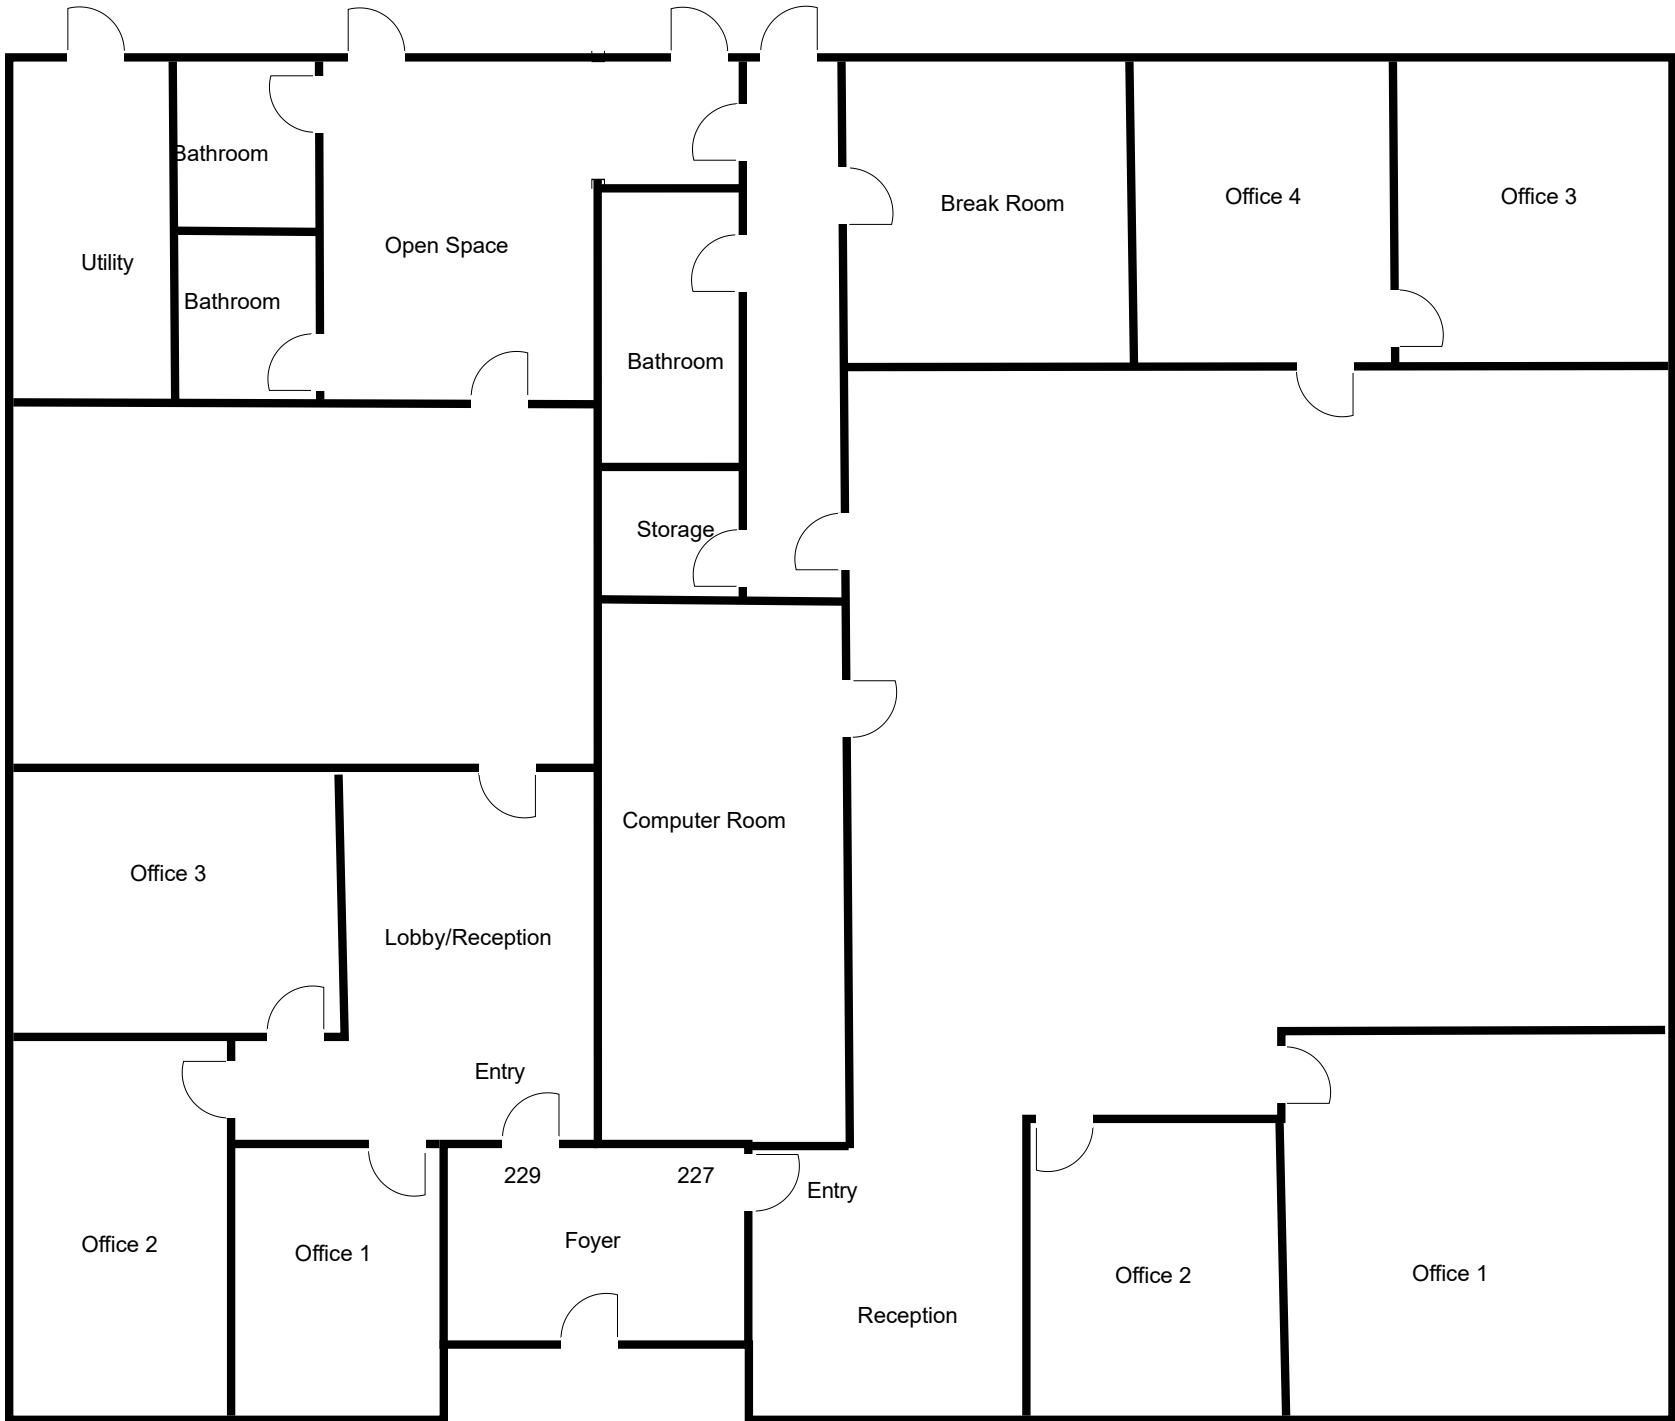 Bathroom
Break Room
Office 4
Office 3
Open Space
Utility
Bathroom
Bathroom
Storage
Computer Room
Office 3
Lobby/Reception
Entry
229
227
Entry
Foyer
Office 2
Office 1
Office 2
Office 1
Reception